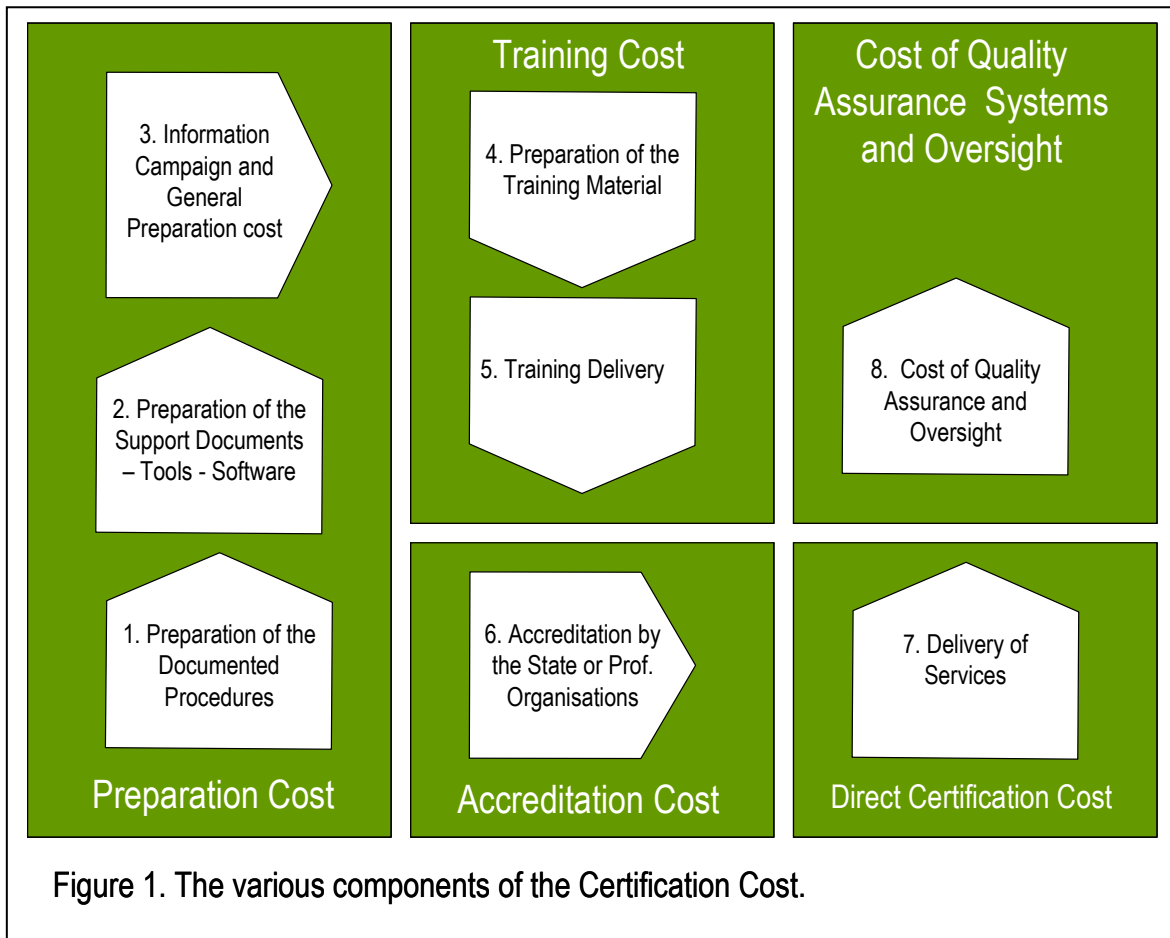 3. Information
Campaign and
General
Preparation cost
2. Preparation of the
Support Documents
– Tools - Software
1. Preparation of the
Documented
Procedures
Preparation Cost
Training Cost
4. Preparation of the
Training Material
5. Training Delivery
6. Accreditation by
the State or Prof.
Organisations
Accreditation Cost
Cost of Quality
Assurance Systems
and Oversight
8. Cost of Quality
Assurance and
Oversight
7. Delivery of
Services
Direct Certification Cost
Figure 1. The various components of the Certification Cost.